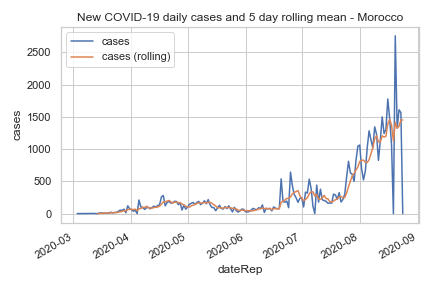 New COVID-19 daily cases and 5 day rolling mean - Morocco
cases
cases (rolling)
2500
2000
1500
1000
500
0
cases
2020-03
2020-04
2020-05
2020-06
2020-07
2020-08
2020-09
dateRep